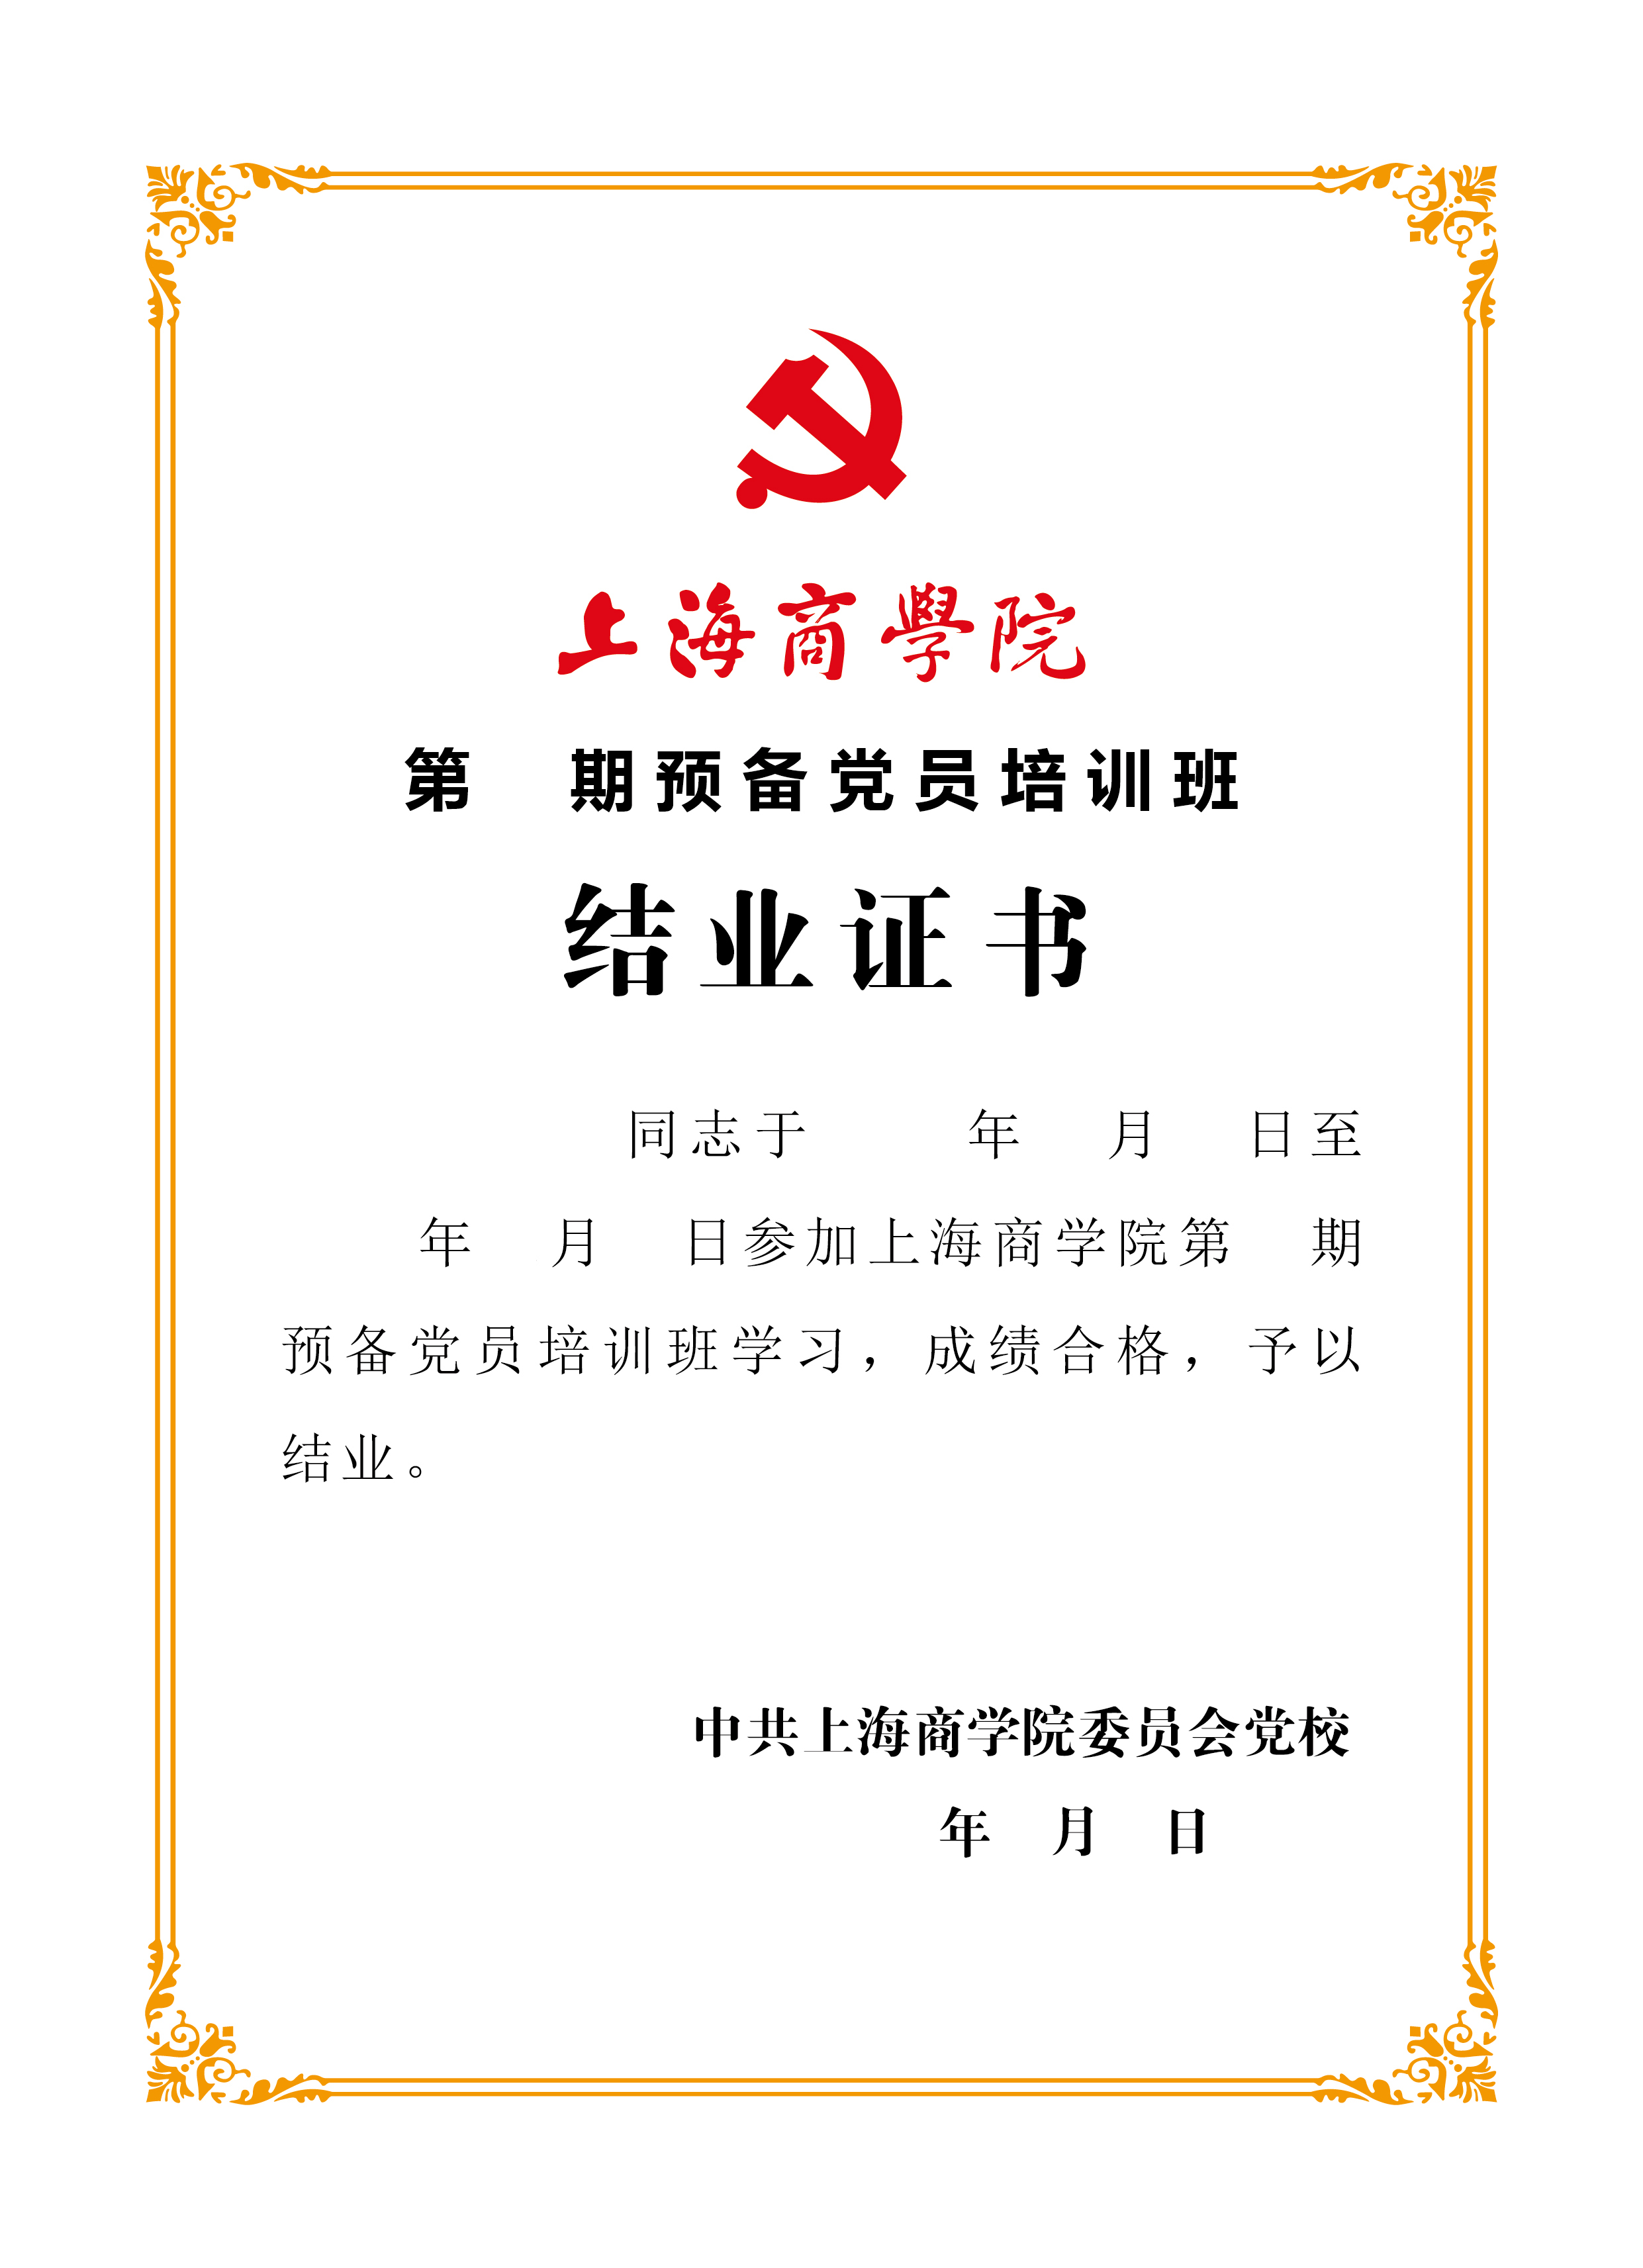 上海商學院
第 期预备党员培训班
结业证书
同志于 年 月 日至
年 月 日参加上海商学院第 期
预备党员培训班学习，成绩合格，予以
结业。
中共上海商学院委员会党校
年 月 日